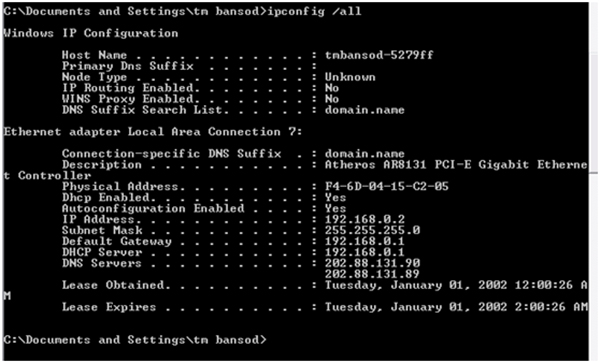 C:\Documents and Settings\tm bansod>ipconfig /all
Windows IP Configuration
Host Name . . . . . . . . . . . . : tmbansod-5279ff
Primary Dns Suffix  . . . . . . . :
Node Type . . . . . . . . . . . . : Unknown
IP Routing Enabled. . . . . . . . : No
WINS Proxy Enabled. . . . . . . . : No
DNS Suffix Search List. . . . . . : domain.name
Ethernet adapter Local Area Connection 7:
Connection-specific DNS Suffix  . : domain.name
Description . . . . . . . . . . . : Atheros AR8131 PCI-E Gigabit Etherne
t Controller
Physical Address. . . . . . . . . : F4-6D-04-15-C2-05
Dhcp Enabled. . . . . . . . . . . : Yes
Autoconfiguration Enabled . . . . : Yes
IP Address. . . . . . . . . . . . : 192.168.0.2
Subnet Mask . . . . . . . . . . . : 255.255.255.0
Default Gateway . . . . . . . . . : 192.168.0.1
DHCP Server . . . . . . . . . . . : 192.168.0.1
DNS Servers . . . . . . . . . . . : 202.88.131.90
202.88.131.89
Lease Obtained. . . . . . . . . . : Tuesday, January 01, 2002 12:00:26 A
M
Lease Expires . . . . . . . . . . : Tuesday, January 01, 2002 2:00:26 AM
C:\Documents and Settings\tm bansod>